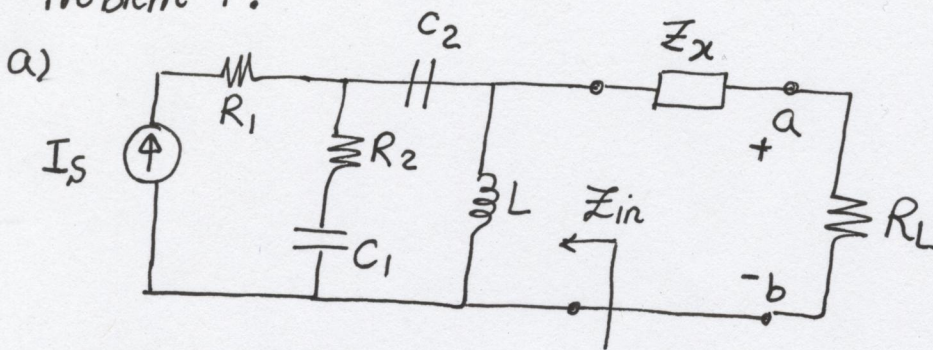 Problem 1:
a)
C₂
Zx
R₁
a
+
Is
R₂
L
Zin
RL
C₁
- b